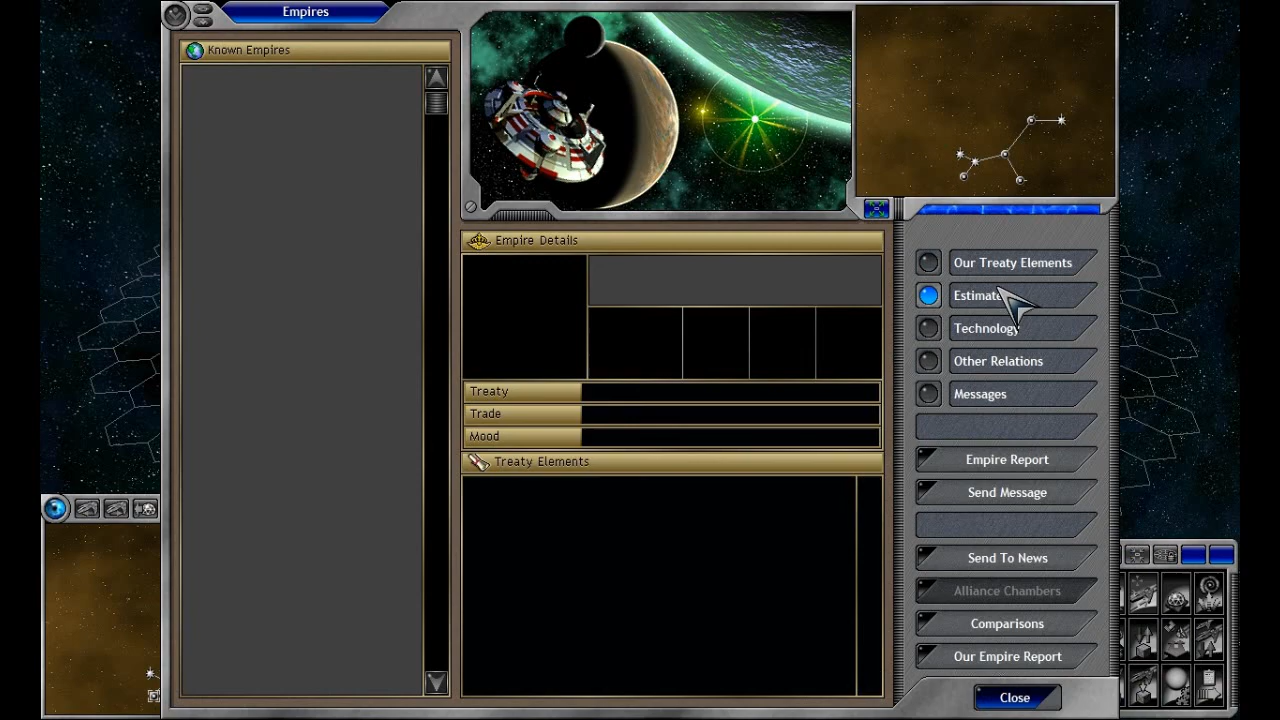 Empires
Known Empires
Empire Details
Treaty
Trade
Mood
Treaty Elements
Our Treaty Elements
Technology
Other Relations
Messages
Empire Report
Send Message
Send To News
Alliance Chambers
Comparisons
Our Empire Report
Close